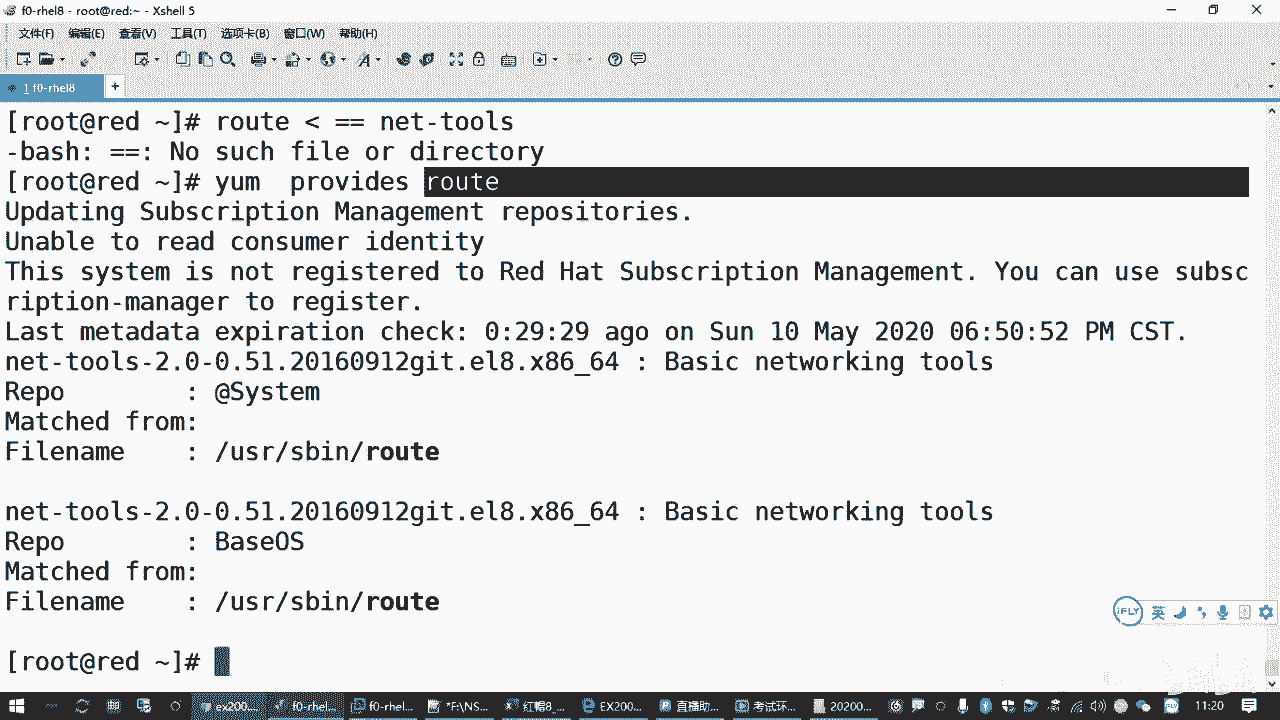 f0-rhel8 - root@red:~ - Xshell 5
文件(F) 编辑(E) 查看(V) 工具(T) 选项卡(B) 窗口(W) 帮助(H)
1 f0-rhel8 +
[root@red ~]# route < == net-tools
-bash: ==: No such file or directory
[root@red ~]# yum  provides route
Updating Subscription Management repositories.
Unable to read consumer identity
This system is not registered to Red Hat Subscription Management. You can use subsc
ription-manager to register.
Last metadata expiration check: 0:29:29 ago on Sun 10 May 2020 06:50:52 PM CST.
net-tools-2.0-0.51.20160912git.el8.x86_64 : Basic networking tools
Repo        : @System
Matched from:
Filename    : /usr/sbin/route
net-tools-2.0-0.51.20160912git.el8.x86_64 : Basic networking tools
Repo        : BaseOS
Matched from:
Filename    : /usr/sbin/route
[root@red ~]#
iFLY 英
ex200... f0-rhel... f0-rhel... *F:\NS... 红帽8_... EX200... 直播助... 考试环... 20200... 11:20